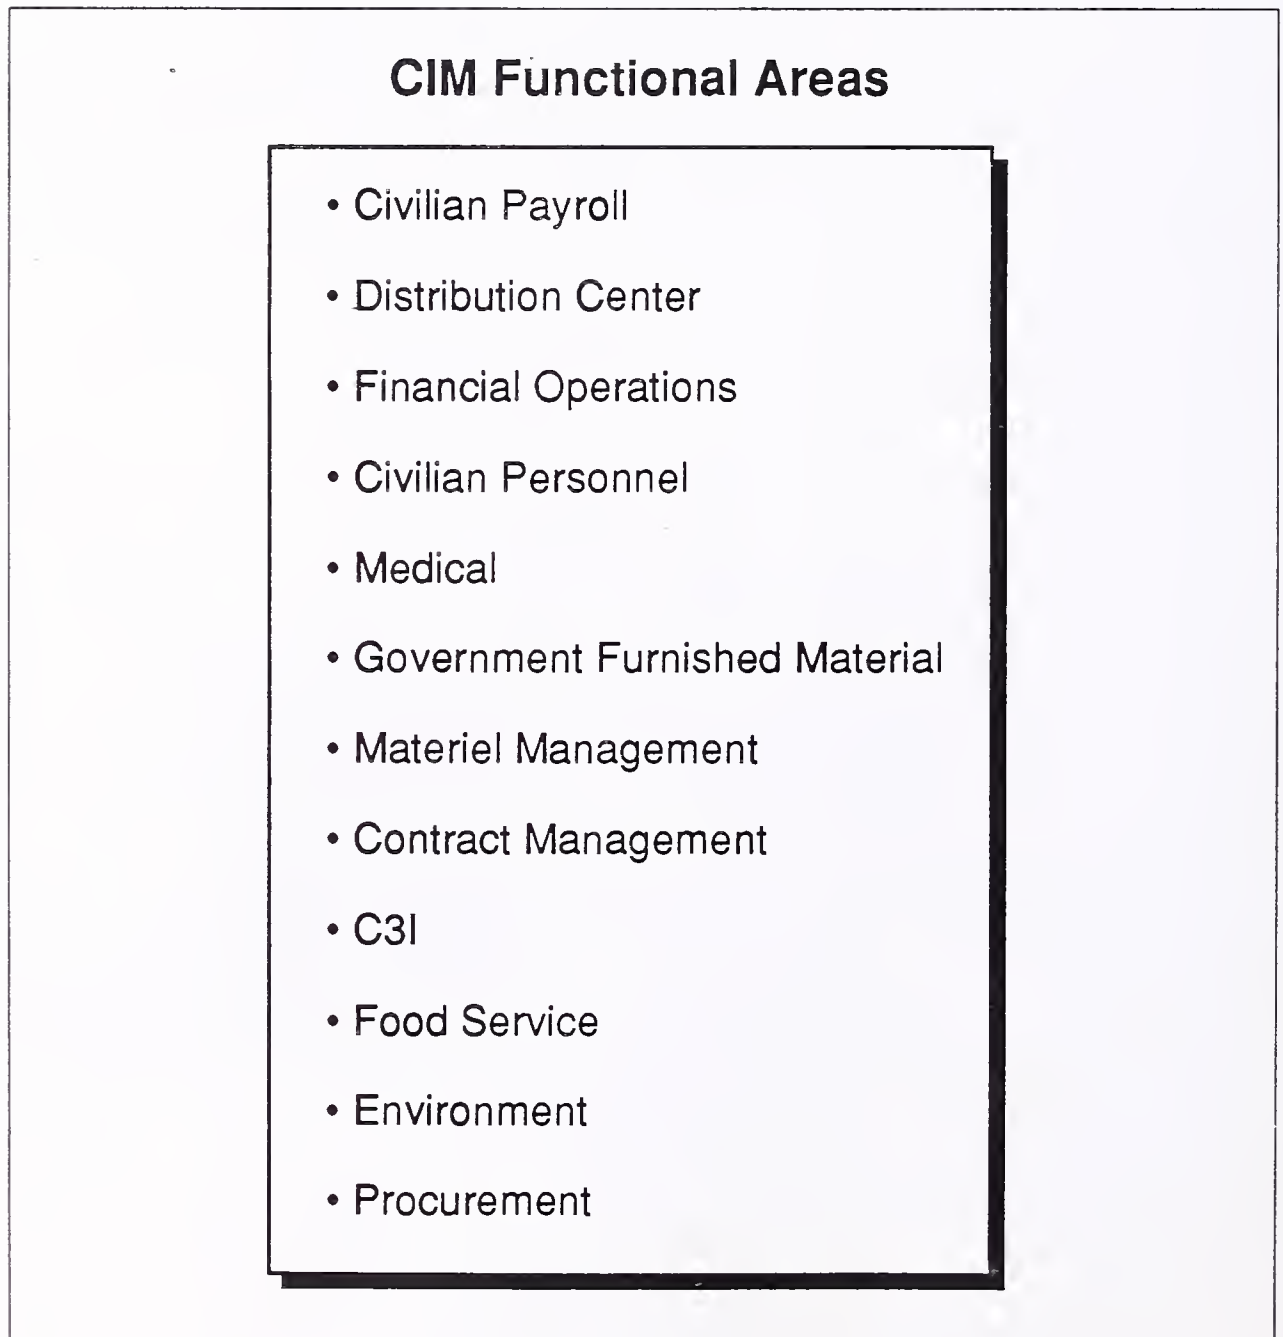 CIM Functional Areas
• Civilian Payroll
• Distribution Center
• Financial Operations
• Civilian Personnel
• Medical
• Government Furnished Material
• Materiel Management
• Contract Management
• C3I
• Food Service
• Environment
• Procurement